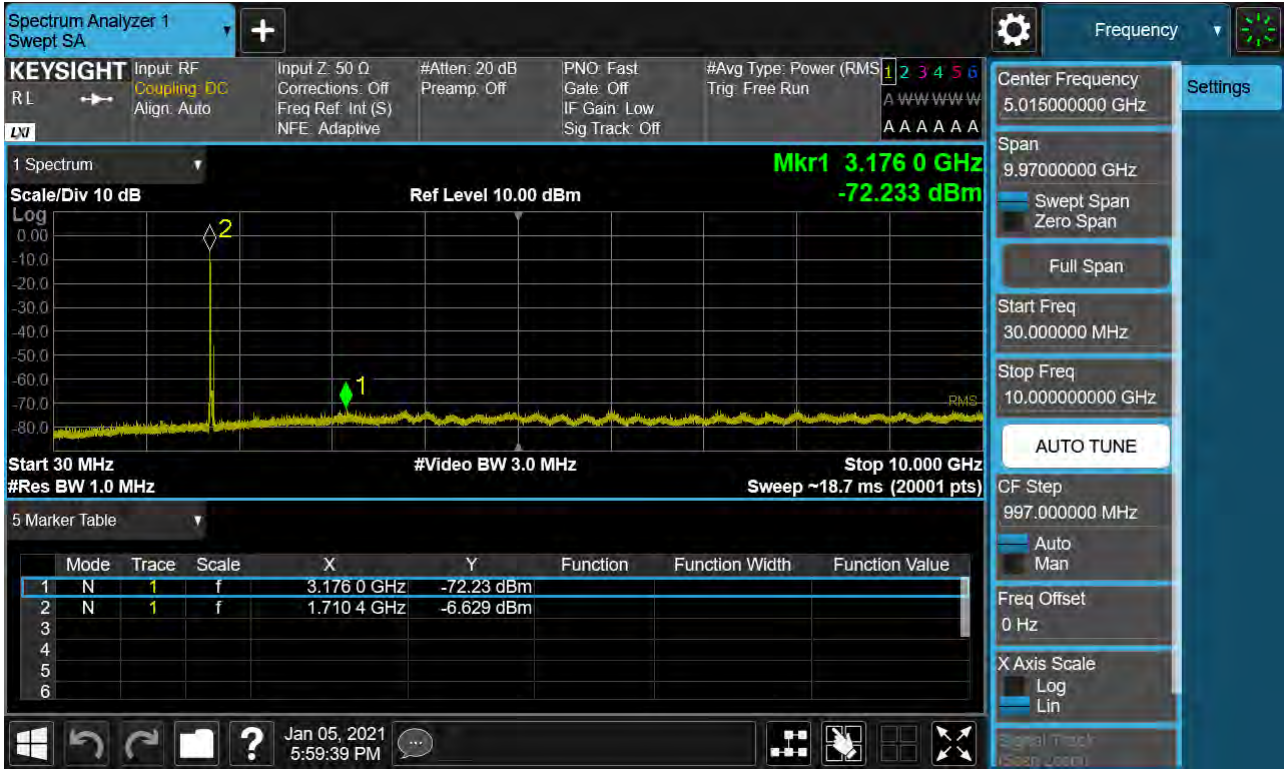 Spectrum Analyzer 1
Swept SA
+
Frequency
KEYSIGHT
RL
LXI
Input: RF
Coupling: DC
Align: Auto
Input Z: 50 Ω
Corrections: Off
Freq Ref: Int (S)
NFE: Adaptive
#Atten: 20 dB
Preamp: Off
PNO: Fast
Gate: Off
IF Gain: Low
Sig Track: Off
#Avg Type: Power (RMS
Trig: Free Run
1 2 3 4 5 6
A W W W W W
A A A A A A
1 Spectrum
Mkr1 3.176 0 GHz
Scale/Div 10 dB
Ref Level 10.00 dBm
-72.233 dBm
Log
0.00
-10.0
-20.0
-30.0
-40.0
-50.0
-60.0
-70.0
-80.0
2
1
RMS
Start 30 MHz
#Video BW 3.0 MHz
Stop 10.000 GHz
#Res BW 1.0 MHz
Sweep ~18.7 ms (20001 pts)
5 Marker Table
Mode Trace Scale X Y Function Function Width Function Value
1 N 1 f 3.176 0 GHz -72.23 dBm
2 N 1 f 1.710 4 GHz -6.629 dBm
3
4
5
6
?
Jan 05, 2021
5:59:39 PM
Center Frequency
5.015000000 GHz
Settings
Span
9.97000000 GHz
Swept Span
Zero Span
Full Span
Start Freq
30.000000 MHz
Stop Freq
10.000000000 GHz
AUTO TUNE
CF Step
997.000000 MHz
Auto
Man
Freq Offset
0 Hz
X Axis Scale
Log
Lin
Signal Track
(Span Zoom)